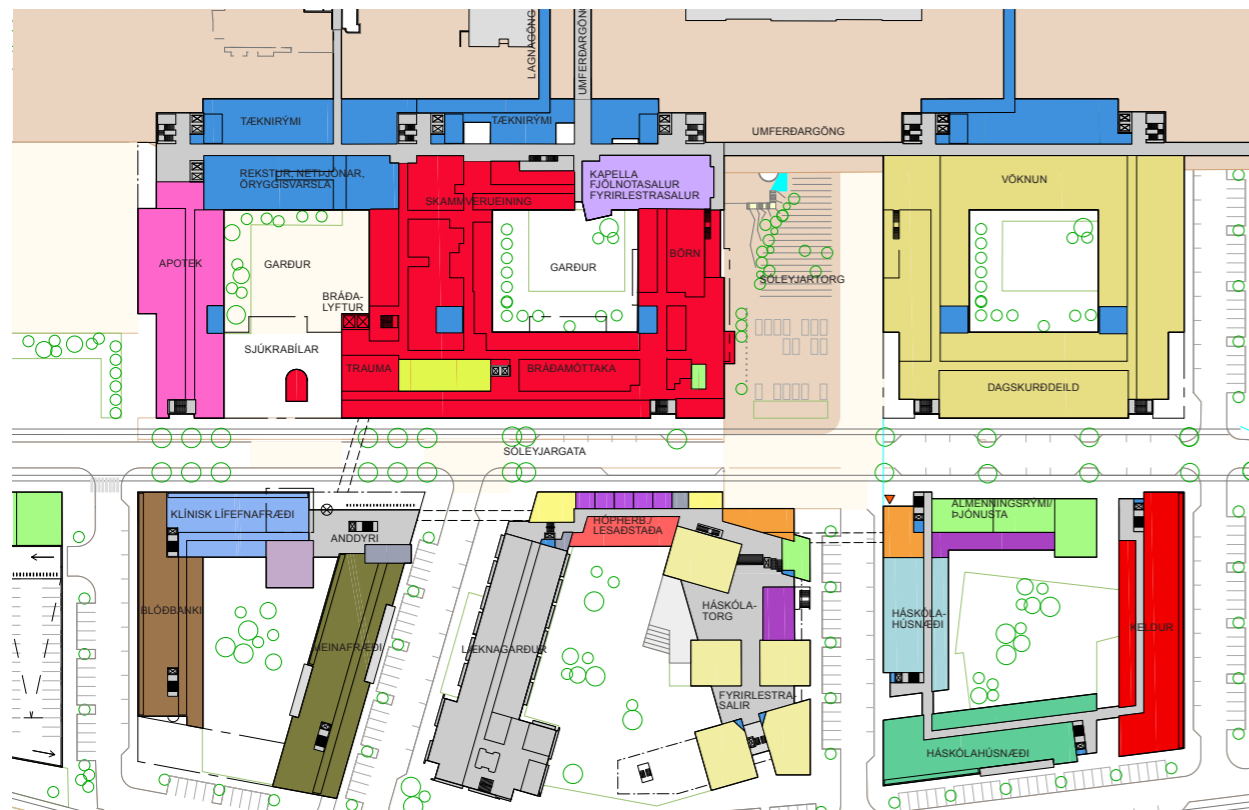 LAGNAGÖNG
UMFERÐARGÖNG
TÆKNIRÝMI
TÆKNIRÝMI
UMFERÐARGÖNG
REKSTUR, NETÞJÓNAR,
ÖRYGGISVARSLA
KAPELLA
FJÖLNOTASALUR
FYRIRLESTRASALUR
VÖKNUN
SKAMMVERUEINING
APOTEK
GARÐUR
GARÐUR
BÖRN
SÓLEYJARTORG
BRÁÐA-
LYFTUR
SJÚKRABÍLAR
TRAUMA
BRÁÐAMÓTTAKA
DAGSKURÐDEILD
SÓLEYJARGATA
KLÍNISK LÍFEFNAFRÆÐI
ANDDYRI
HÓPHERB./
LESAÐSTAÐA
ALMENNINGSRÝMI/
ÞJÓNUSTA
BLÓÐBANKI
MEINAFRÆÐI
LÆKNAGARÐUR
HÁSKÓLA-
TORG
HÁSKÓLA-
HÚSNÆÐI
KELDUR
FYRIRLESTRA-
SALIR
HÁSKÓLAHÚSNÆÐI